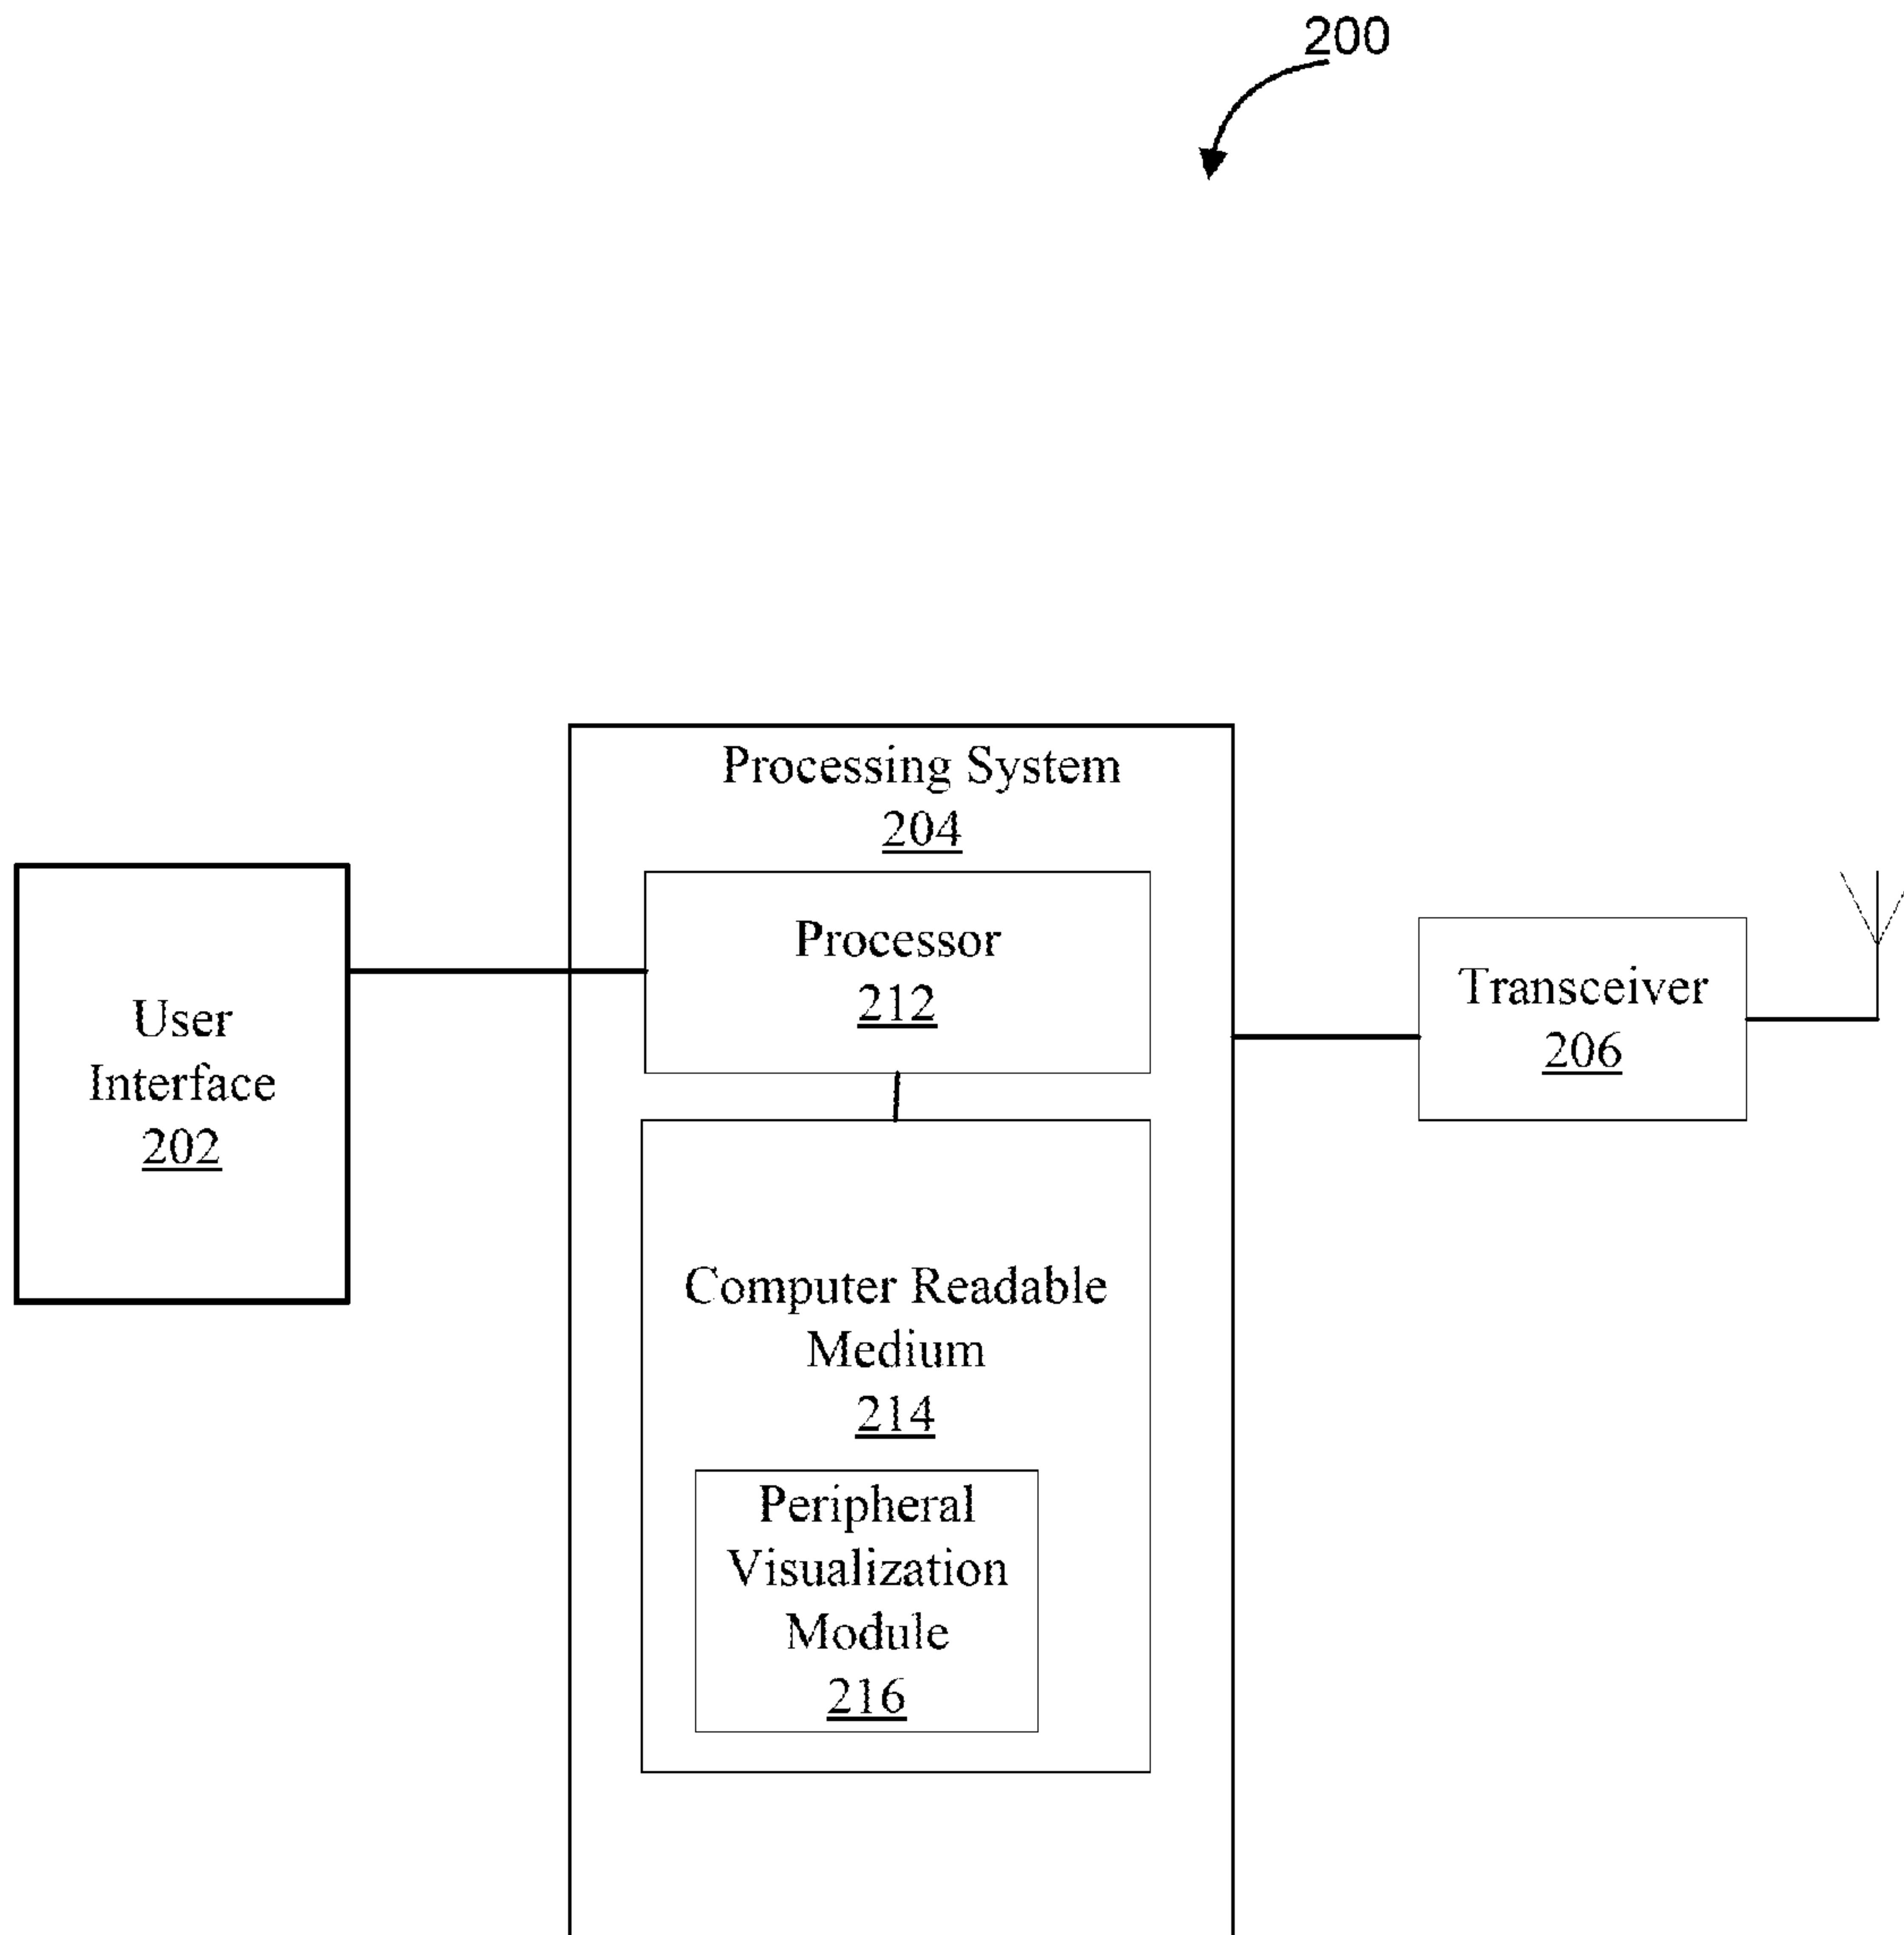 200
Processing System
204
Processor
212
User
Interface
202
Transceiver
206
Computer Readable
Medium
214
Peripheral
Visualization
Module
216